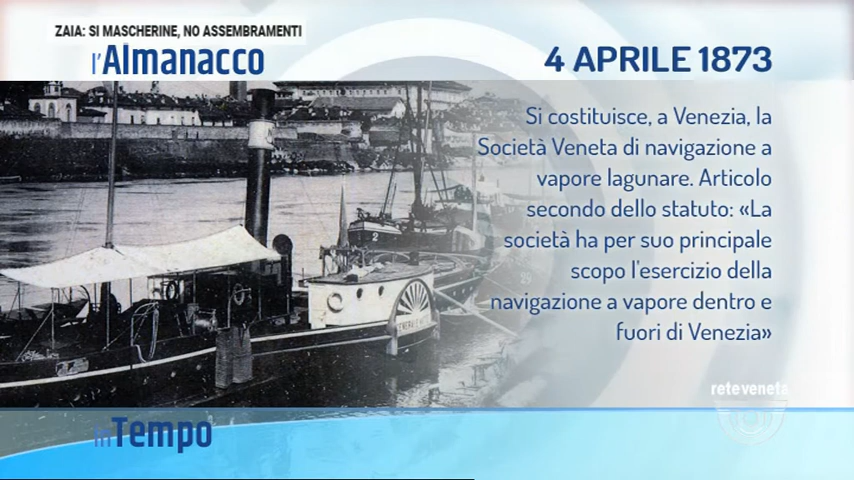 ZAIA: SI MASCHERINE, NO ASSEMBRAMENTI
l'Almanacco
4 APRILE 1873
Si costituisce, a Venezia, la
Società Veneta di navigazione a
vapore lagunare. Articolo
secondo dello statuto: «La
società ha per suo principale
scopo l'esercizio della
navigazione a vapore dentro e
fuori di Venezia»
2
reteveneta
inTempo